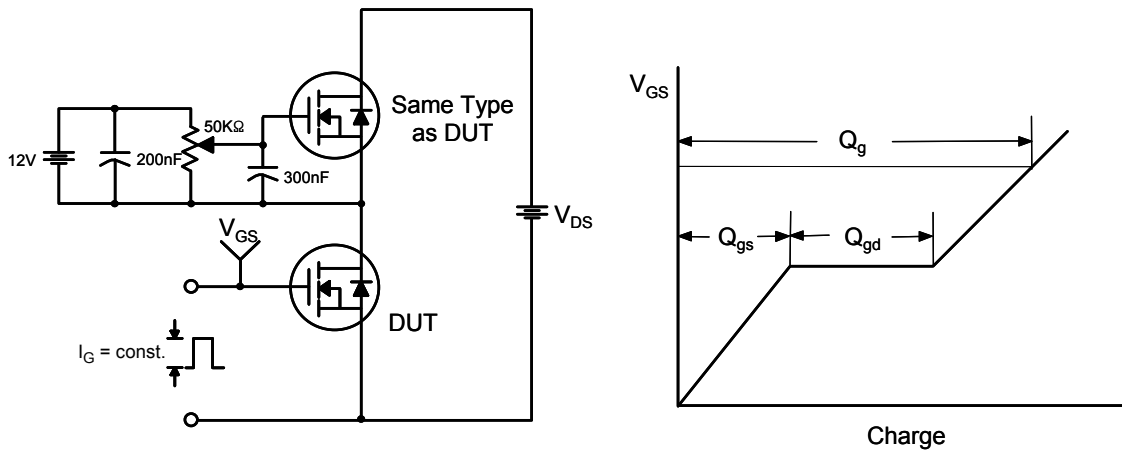 12V
200nF
50KΩ
300nF
Same Type
as DUT
V_DS
V_GS
DUT
I_G = const.
V_GS
Q_g
Q_gs
Q_gd
Charge